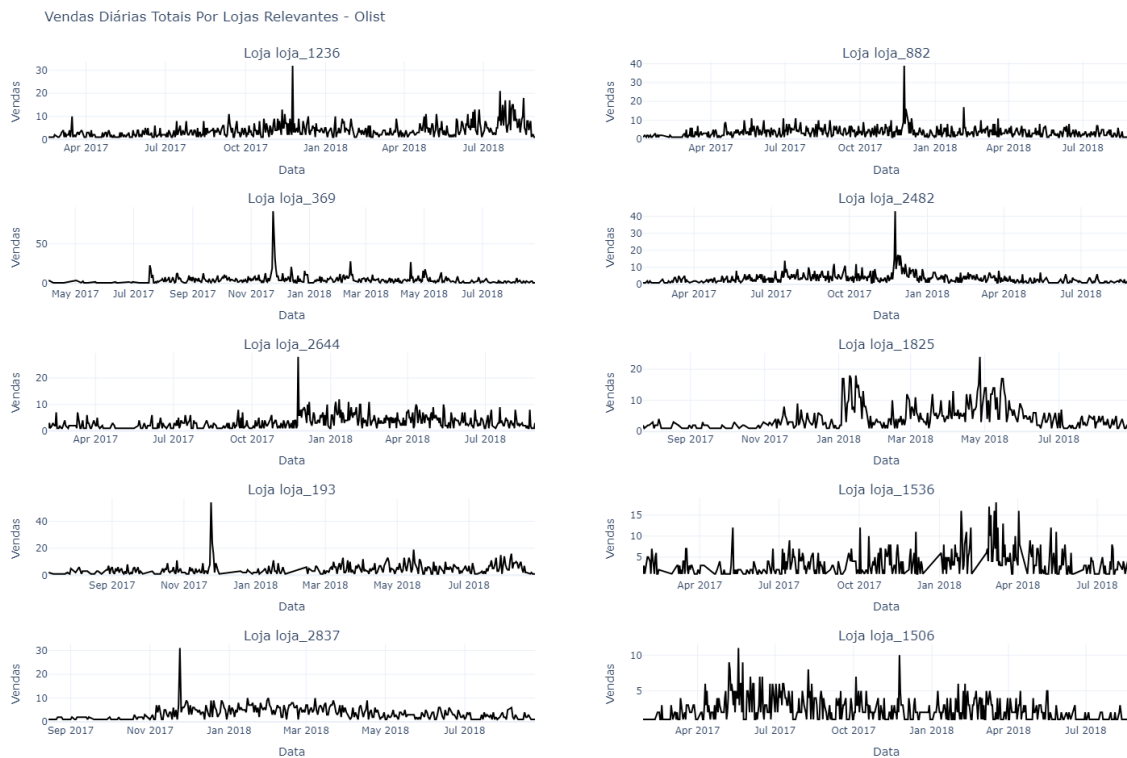 Vendas Diárias Totais Por Lojas Relevantes - Olist
Loja loja_1236
Vendas
30
20
10
0
Apr 2017 Jul 2017 Oct 2017 Jan 2018 Apr 2018 Jul 2018
Data
Loja loja_882
Vendas
40
30
20
10
0
Apr 2017 Jul 2017 Oct 2017 Jan 2018 Apr 2018 Jul 2018
Data
Loja loja_369
Vendas
50
0
May 2017 Jul 2017 Sep 2017 Nov 2017 Jan 2018 Mar 2018 May 2018 Jul 2018
Data
Loja loja_2482
Vendas
40
30
20
10
0
Apr 2017 Jul 2017 Oct 2017 Jan 2018 Apr 2018 Jul 2018
Data
Loja loja_2644
Vendas
20
10
0
Apr 2017 Jul 2017 Oct 2017 Jan 2018 Apr 2018 Jul 2018
Data
Loja loja_1825
Vendas
20
10
0
Sep 2017 Nov 2017 Jan 2018 Mar 2018 May 2018 Jul 2018
Data
Loja loja_193
Vendas
40
20
0
Sep 2017 Nov 2017 Jan 2018 Mar 2018 May 2018 Jul 2018
Data
Loja loja_1536
Vendas
15
10
5
Apr 2017 Jul 2017 Oct 2017 Jan 2018 Apr 2018 Jul 2018
Data
Loja loja_2837
Vendas
30
20
10
0
Sep 2017 Nov 2017 Jan 2018 Mar 2018 May 2018 Jul 2018
Data
Loja loja_1506
Vendas
10
5
Apr 2017 Jul 2017 Oct 2017 Jan 2018 Apr 2018 Jul 2018
Data